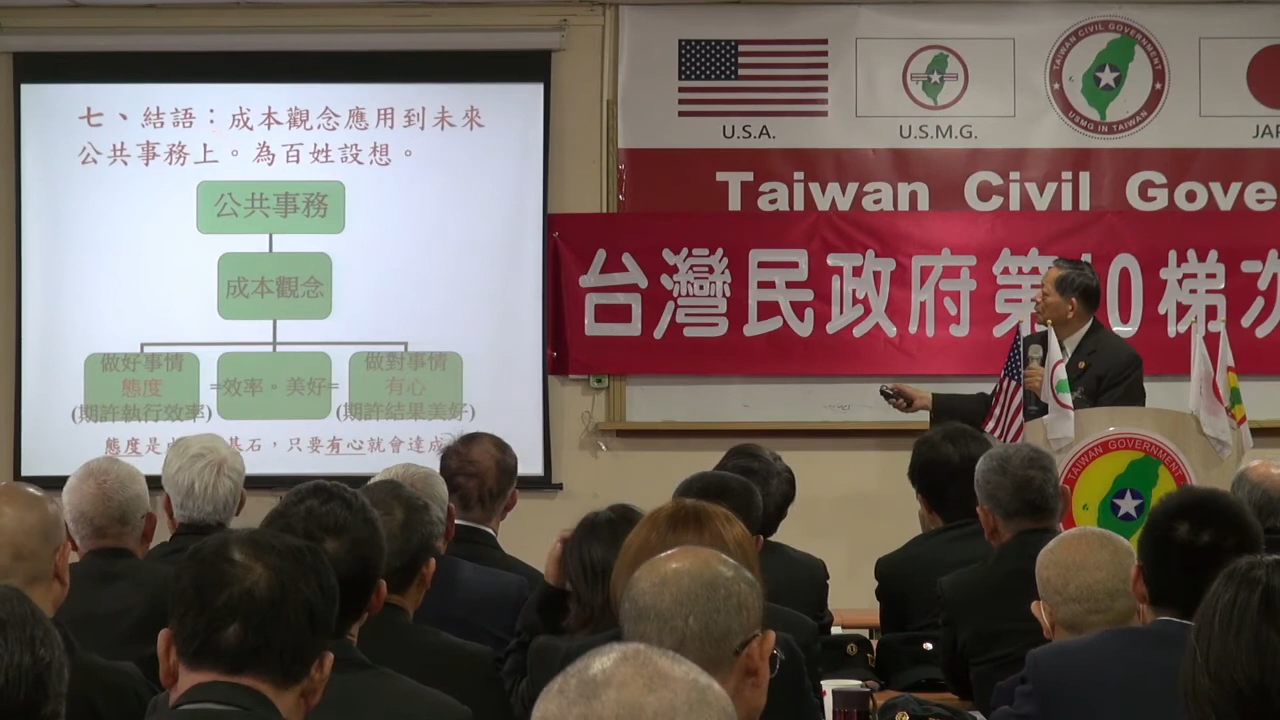 七、結語：成本觀念應用到未來
公共事務上。為百姓設想。
公共事務
成本觀念
做好事情
態度
(期許執行效率)
=效率。美好=
做對事情
有心
(期許結果美好)
態度是 基石，只要有心就會達成
U.S.A.
U.S.M.G.
TAIWAN CIVIL GOVERNMENT
USMG IN TAIWAN
JAP
Taiwan Civil Gove
台灣民政府第10梯次
TAIWAN GOVERNMENT